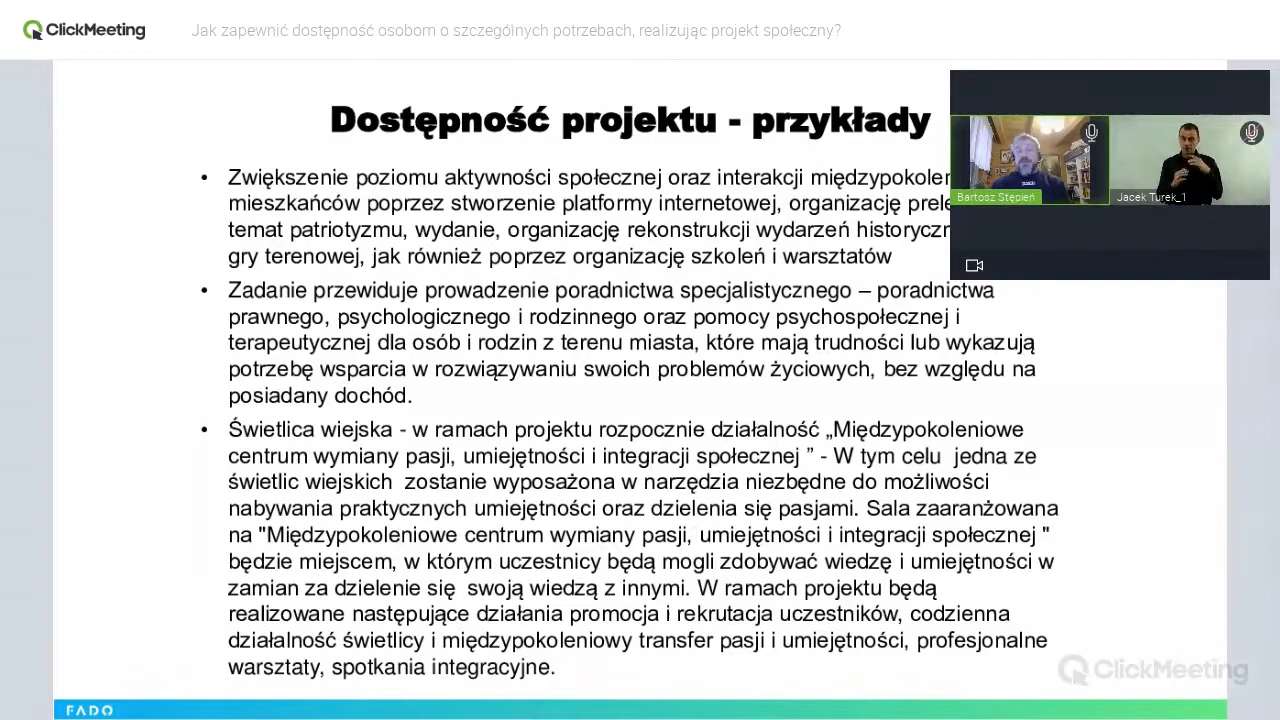 ClickMeeting
Jak zapewnić dostępność osobom o szczególnych potrzebach, realizując projekt społeczny?
Dostępność projektu - przykłady
• Zwiększenie poziomu aktywności społecznej oraz interakcji
mieszkańców poprzez stworzenie platformy internetowej, organizację
temat patriotyzmu, wydanie, organizację rekonstrukcji wydarzeń
gry terenowej, jak również poprzez organizację szkoleń i warsztatów
• Zadanie przewiduje prowadzenie poradnictwa specjalistycznego – poradnictwa
prawnego, psychologicznego i rodzinnego oraz pomocy psychospołecznej i
terapeutycznej dla osób i rodzin z terenu miasta, które mają trudności lub wykazują
potrzebę wsparcia w rozwiązywaniu swoich problemów życiowych, bez względu na
posiadany dochód.
• Świetlica wiejska - w ramach projektu rozpocznie działalność „Międzypokoleniowe
centrum wymiany pasji, umiejętności i integracji społecznej ” - W tym celu  jedna ze
świetlic wiejskich  zostanie wyposażona w narzędzia niezbędne do możliwości
nabywania praktycznych umiejętności oraz dzielenia się pasjami. Sala zaaranżowana
na "Międzypokoleniowe centrum wymiany pasji, umiejętności i integracji społecznej "
będzie miejscem, w którym uczestnicy będą mogli zdobywać wiedzę i umiejętności w
zamian za dzielenie się  swoją wiedzą z innymi. W ramach projektu będą
realizowane następujące działania promocja i rekrutacja uczestników, codzienna
działalność świetlicy i międzypokoleniowy transfer pasji i umiejętności, profesjonalne
warsztaty, spotkania integracyjne.
Bartosz Stępień
Jacek Turek_1
ClickMeeting
FADO